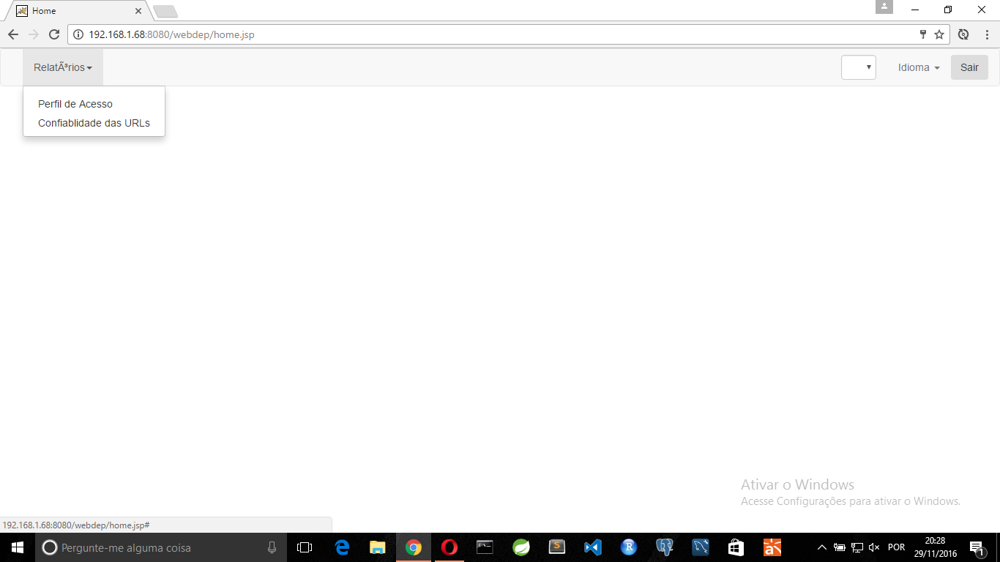 Home
192.168.1.68:8080/webdep/home.jsp
RelatÃ³rios
Idioma
Sair
Perfil de Acesso
Confiablidade das URLs
Ativar o Windows
Acesse Configurações para ativar o Windows.
192.168.1.68:8080/webdep/home.jsp#
Pergunte-me alguma coisa
POR
20:28
29/11/2016
1